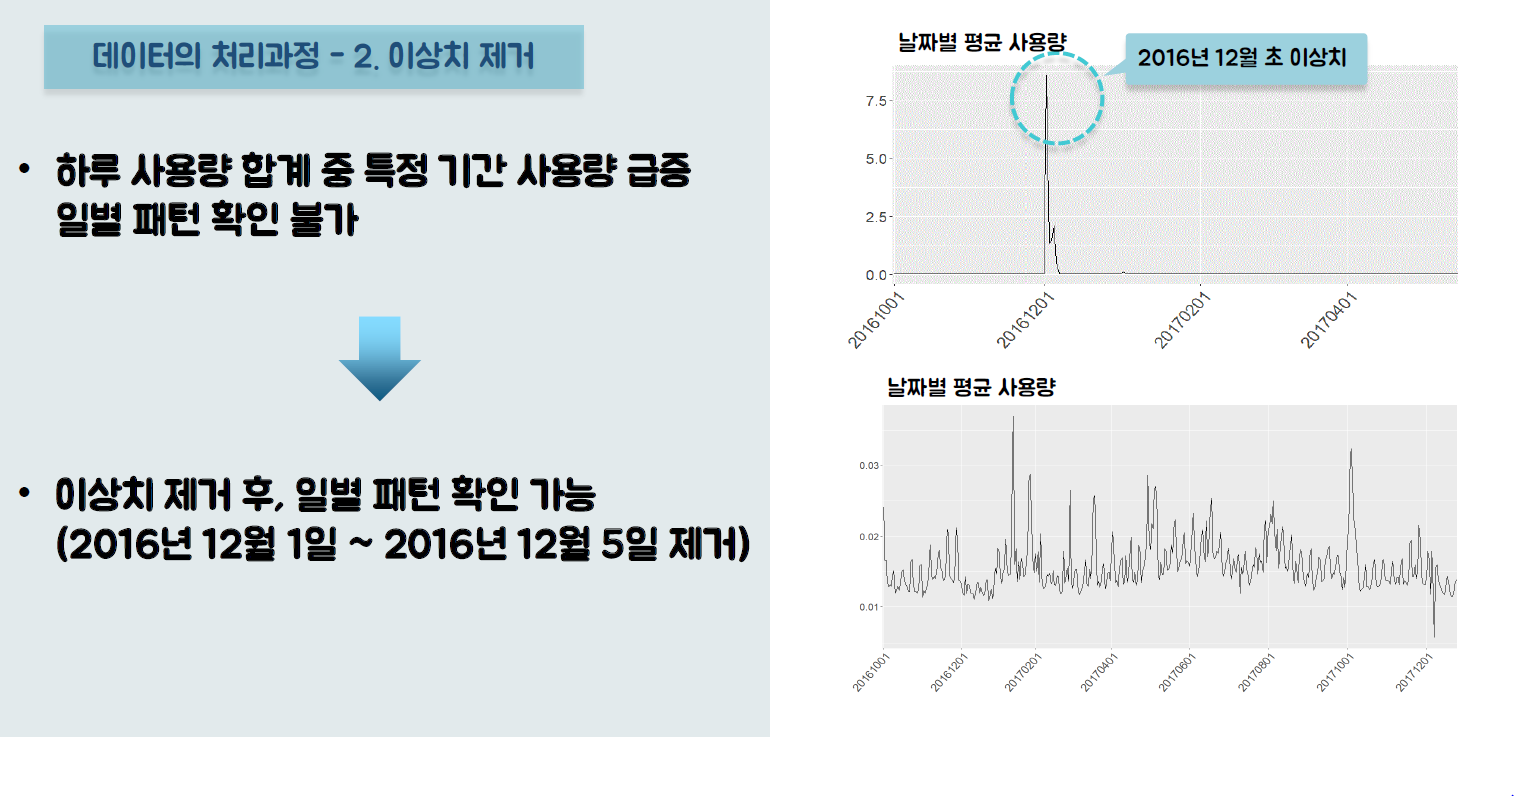 데이터의 처리과정 - 2. 이상치 제거
• 하루 사용량 합계 중 특정 기간 사용량 급증
일별 패턴 확인 불가
• 이상치 제거 후, 일별 패턴 확인 가능
(2016년 12월 1일 ~ 2016년 12월 5일 제거)
날짜별 평균 사용량
2016년 12월 초 이상치
7.5
5.0
2.5
0.0
20161001
20161201
20170201
20170401
날짜별 평균 사용량
0.03
0.02
0.01
20161001
20161201
20170201
20170401
20170601
20170801
20171001
20171201